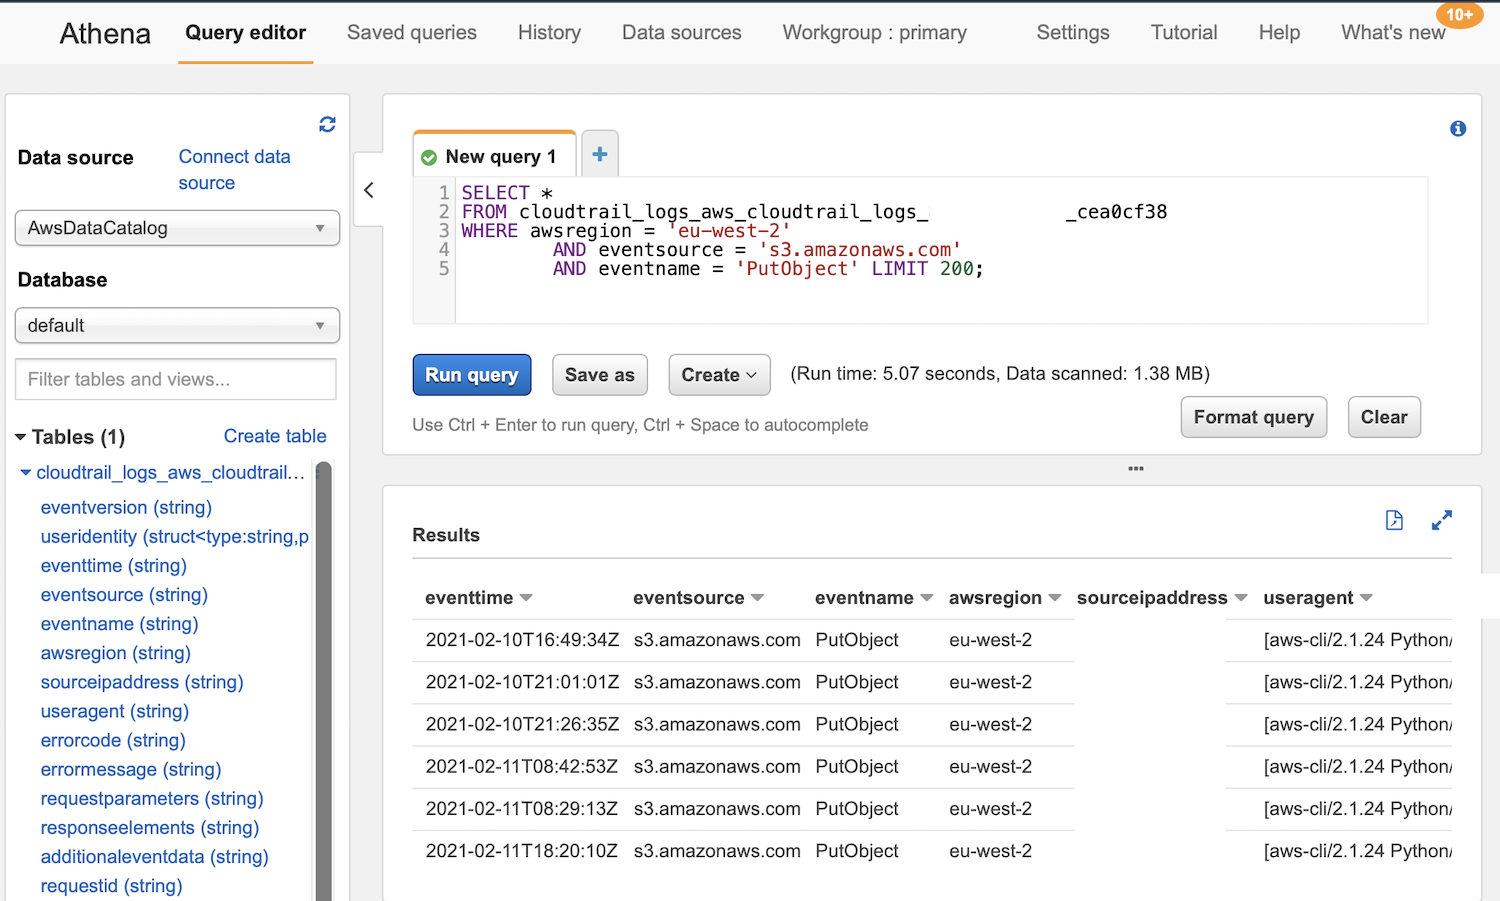 Athena Query editor Saved queries History Data sources Workgroup : primary Settings Tutorial Help What's new 10+
Data source Connect data
source
AwsDataCatalog
Database
default
Filter tables and views...
Tables (1) Create table
cloudtrail_logs_aws_cloudtrail...
eventversion (string)
useridentity (struct<type:string,p
eventtime (string)
eventsource (string)
eventname (string)
awsregion (string)
sourceipaddress (string)
useragent (string)
errorcode (string)
errormessage (string)
requestparameters (string)
responseelements (string)
additionaleventdata (string)
requestid (string)
New query 1 +
1 SELECT *
2 FROM cloudtrail_logs_aws_cloudtrail_logs_ _cea0cf38
3 WHERE awsregion = 'eu-west-2'
4 AND eventsource = 's3.amazonaws.com'
5 AND eventname = 'PutObject' LIMIT 200;
Run query Save as Create (Run time: 5.07 seconds, Data scanned: 1.38 MB)
Use Ctrl + Enter to run query, Ctrl + Space to autocomplete
Format query Clear
Results
eventtime eventsource eventname awsregion sourceipaddress useragent
2021-02-10T16:49:34Z s3.amazonaws.com PutObject eu-west-2 [aws-cli/2.1.24 Python/
2021-02-10T21:01:01Z s3.amazonaws.com PutObject eu-west-2 [aws-cli/2.1.24 Python/
2021-02-10T21:26:35Z s3.amazonaws.com PutObject eu-west-2 [aws-cli/2.1.24 Python/
2021-02-11T08:42:53Z s3.amazonaws.com PutObject eu-west-2 [aws-cli/2.1.24 Python/
2021-02-11T08:29:13Z s3.amazonaws.com PutObject eu-west-2 [aws-cli/2.1.24 Python/
2021-02-11T18:20:10Z s3.amazonaws.com PutObject eu-west-2 [aws-cli/2.1.24 Python/